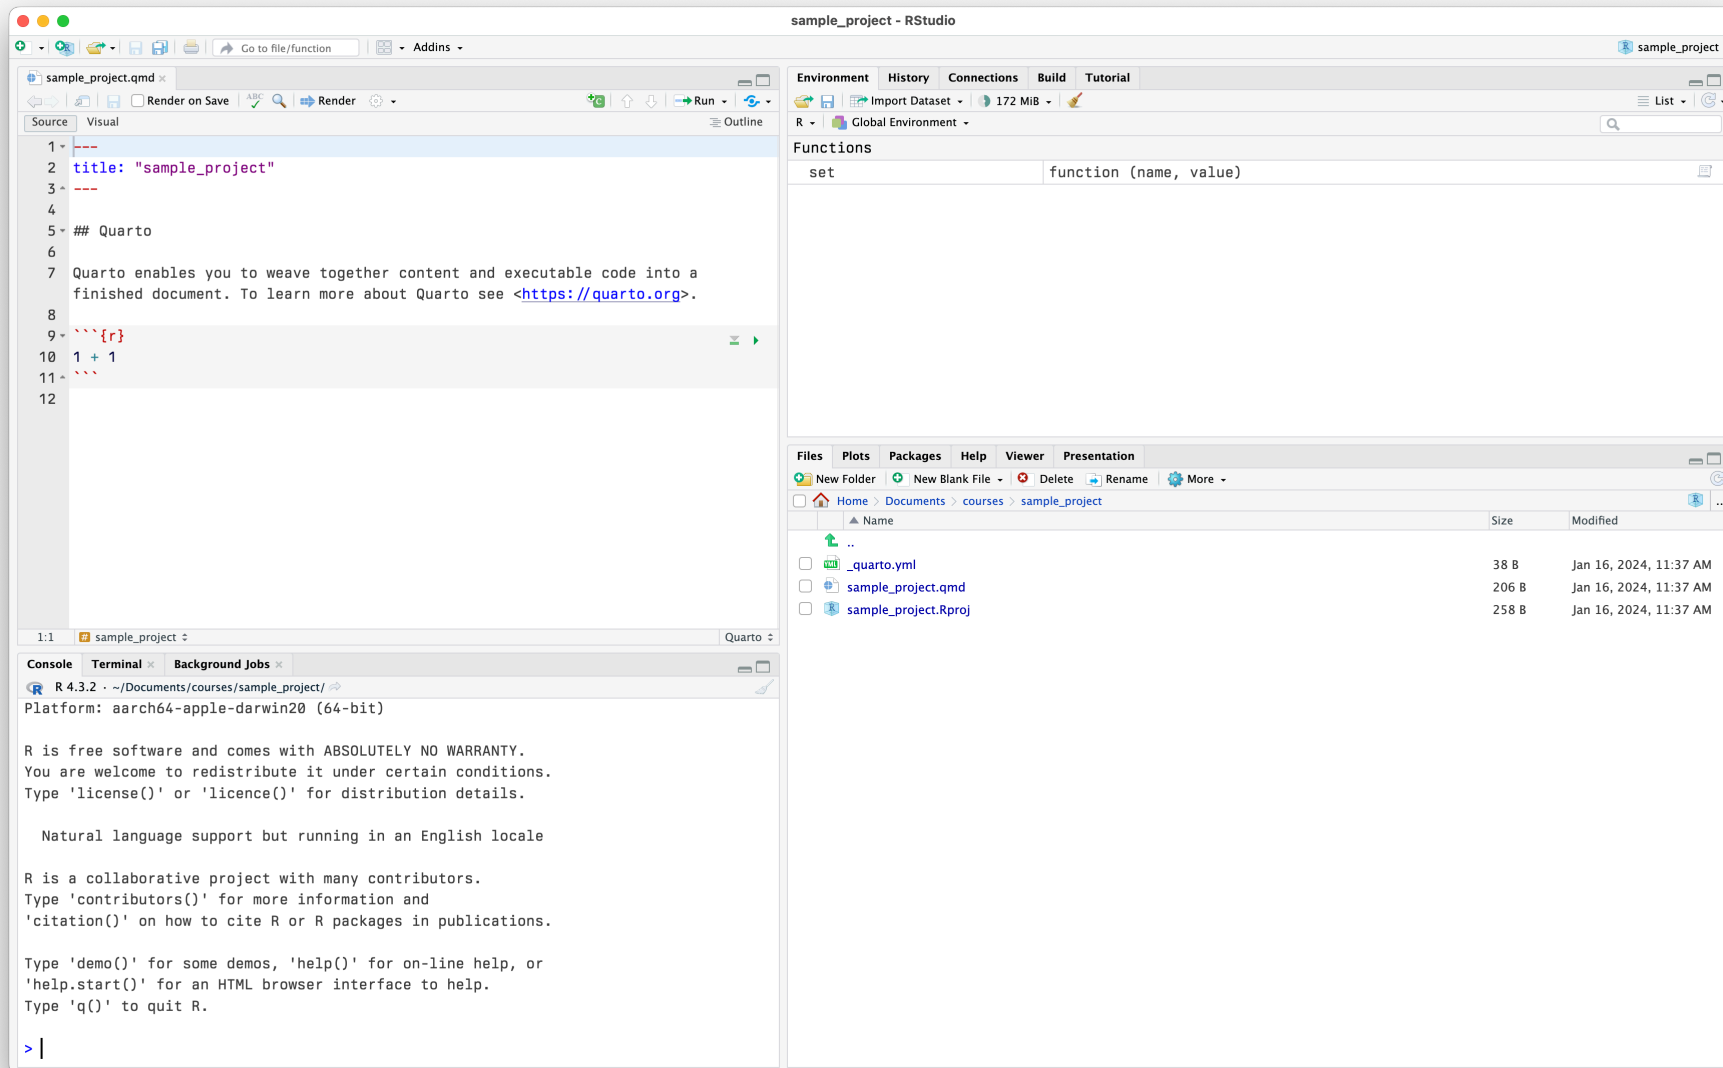 sample_project - RStudio
Go to file/function
Addins
sample_project
sample_project.qmd
Render on Save
ABC
Render
Run
Source
Visual
Outline
1 ---
2 title: "sample_project"
3 ---
4
5 ## Quarto
6
7 Quarto enables you to weave together content and executable code into a
finished document. To learn more about Quarto see <https://quarto.org>.
8
9 ```{r}
10 1 + 1
11 ```
12
1:1
# sample_project
Quarto
Console
Terminal
Background Jobs
R 4.3.2 · ~/Documents/courses/sample_project/
Platform: aarch64-apple-darwin20 (64-bit)
R is free software and comes with ABSOLUTELY NO WARRANTY.
You are welcome to redistribute it under certain conditions.
Type 'license()' or 'licence()' for distribution details.
Natural language support but running in an English locale
R is a collaborative project with many contributors.
Type 'contributors()' for more information and
'citation()' on how to cite R or R packages in publications.
Type 'demo()' for some demos, 'help()' for on-line help, or
'help.start()' for an HTML browser interface to help.
Type 'q()' to quit R.
>
Environment
History
Connections
Build
Tutorial
Import Dataset
172 MiB
List
R
Global Environment
Functions
set function (name, value)
Files
Plots
Packages
Help
Viewer
Presentation
New Folder
New Blank File
Delete
Rename
More
Home
Documents
courses
sample_project
Name Size Modified
..
_quarto.yml 38 B Jan 16, 2024, 11:37 AM
sample_project.qmd 206 B Jan 16, 2024, 11:37 AM
sample_project.Rproj 258 B Jan 16, 2024, 11:37 AM